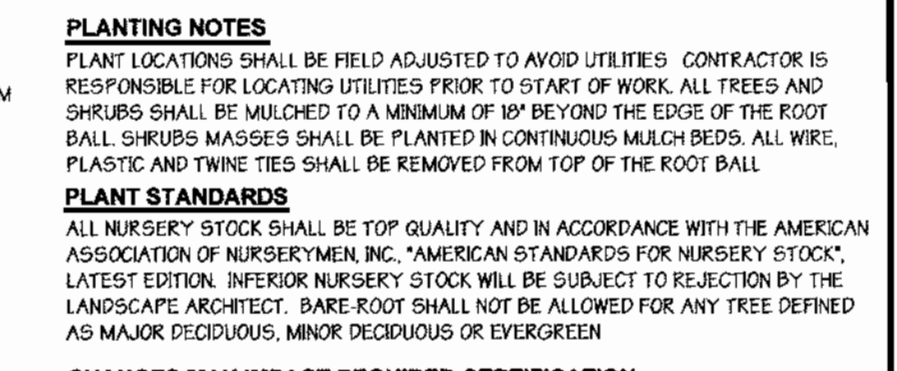 PLANTING NOTES
PLANT LOCATIONS SHALL BE FIELD ADJUSTED TO AVOID UTILITIES CONTRACTOR IS
M
RESPONSIBLE FOR LOCATING UTILITIES PRIOR TO START OF WORK. ALL TREES AND
SHRUBS SHALL BE MULCHED TO A MINIMUM OF 18" BEYOND THE EDGE OF THE ROOT
BALL. SHRUBS MASSES SHALL BE PLANTED IN CONTINUOUS MULCH BEDS. ALL WIRE,
PLASTIC AND TWINE TIES SHALL BE REMOVED FROM TOP OF THE ROOT BALL
PLANT STANDARDS
ALL NURSERY STOCK SHALL BE TOP QUALITY AND IN ACCORDANCE WITH THE AMERICAN
ASSOCIATION OF NURSERYMEN, INC., "AMERICAN STANDARDS FOR NURSERY STOCK",
LATEST EDITION. INFERIOR NURSERY STOCK WILL BE SUBJECT TO REJECTION BY THE
LANDSCAPE ARCHITECT. BARE-ROOT SHALL NOT BE ALLOWED FOR ANY TREE DEFINED
AS MAJOR DECIDUOUS, MINOR DECIDUOUS OR EVERGREEN